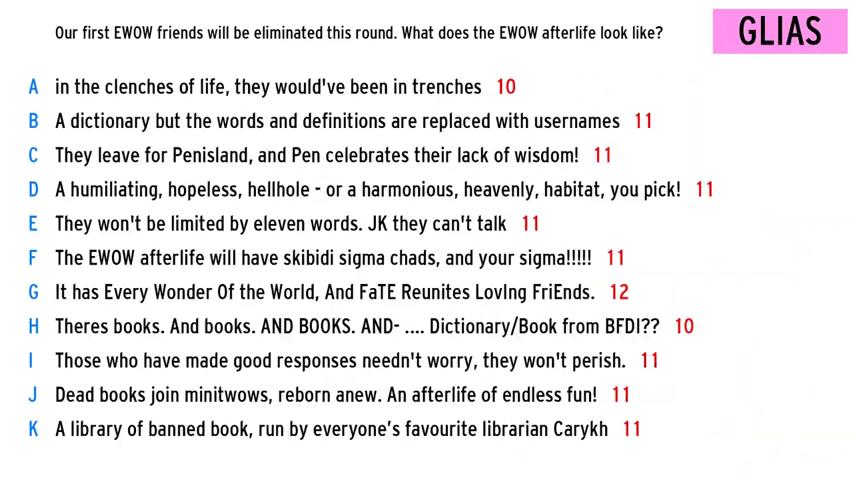 Our first EWOW friends will be eliminated this round. What does the EWOW afterlife look like?
GLIAS
A in the clenches of life, they would've been in trenches 10
B A dictionary but the words and definitions are replaced with usernames 11
C They leave for Penisland, and Pen celebrates their lack of wisdom! 11
D A humiliating, hopeless, hellhole - or a harmonious, heavenly, habitat, you pick! 11
E They won't be limited by eleven words. JK they can't talk 11
F The EWOW afterlife will have skibidi sigma chads, and your sigma!!!!! 11
G It has Every Wonder Of the World, And FaTE Reunites LovIng FriEnds. 12
H Theres books. And books. AND BOOKS. AND- .... Dictionary/Book from BFDI?? 10
I Those who have made good responses needn't worry, they won't perish. 11
J Dead books join minitwows, reborn anew. An afterlife of endless fun! 11
K A library of banned book, run by everyone’s favourite librarian Carykh 11